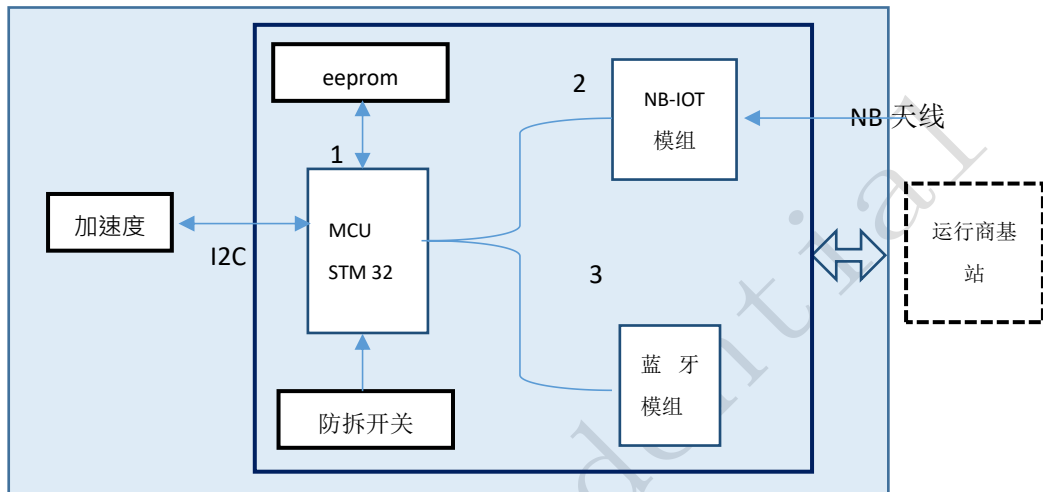 eeprom
2
NB-IOT
模组
NB 天线
1
加速度
I2C
MCU
STM 32
运行商基
站
3
防拆开关
蓝 牙
模组